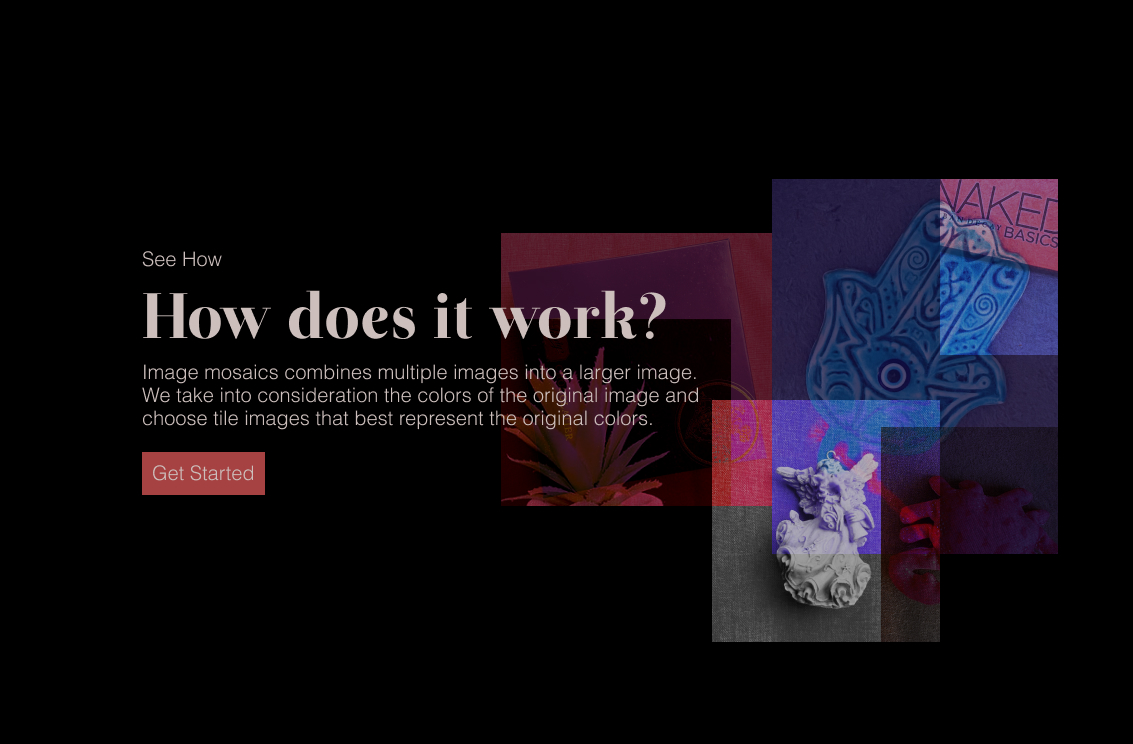 See How
How does it work?
Image mosaics combines multiple images into a larger image.
We take into consideration the colors of the original image and
choose tile images that best represent the original colors.
Get Started
NAKED
BASICS